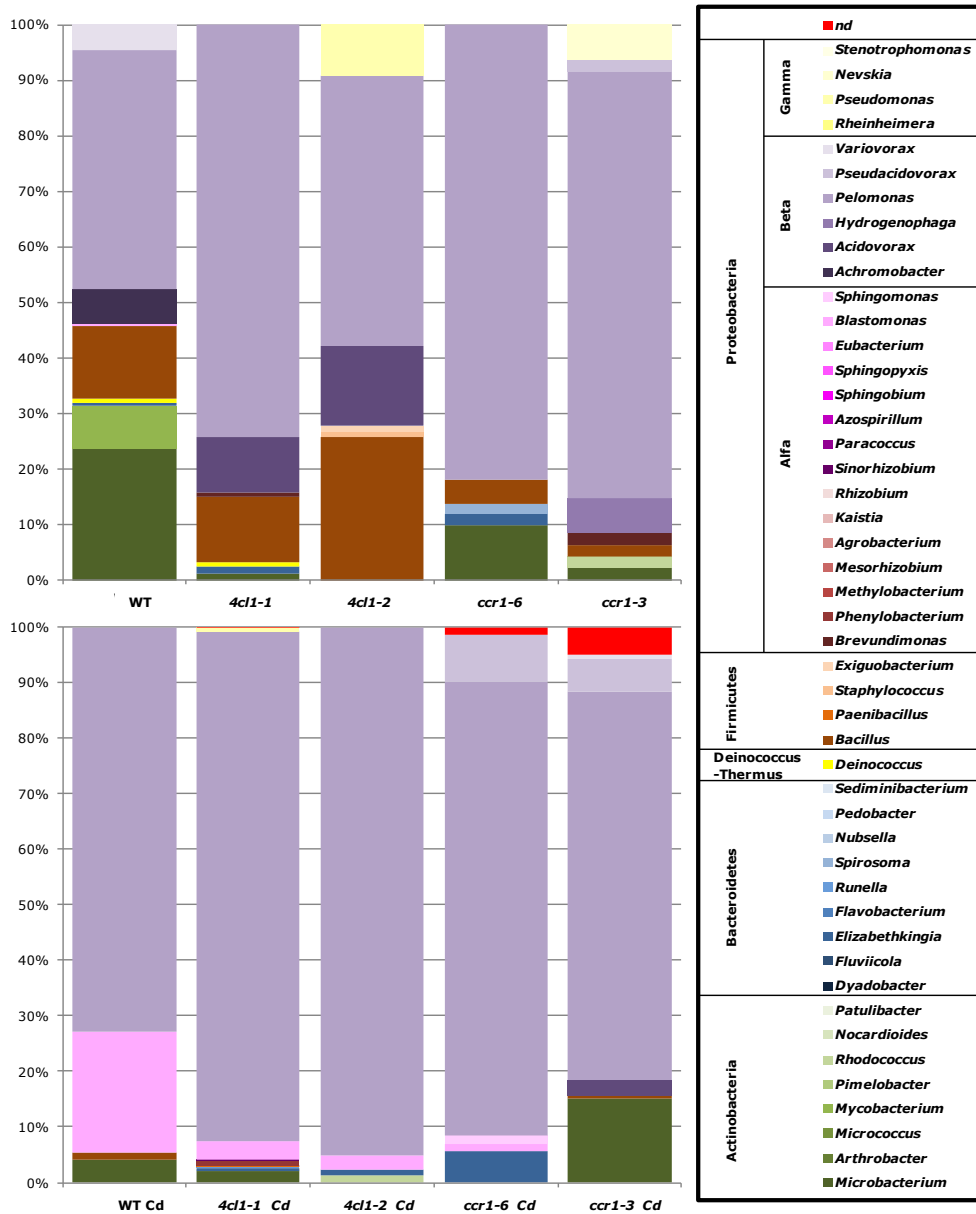 100%
90%
80%
70%
60%
50%
40%
30%
20%
10%
0%
WT
4cl1-1
4cl1-2
ccr1-6
ccr1-3
100%
90%
80%
70%
60%
50%
40%
30%
20%
10%
0%
WT Cd
4cl1-1 Cd
4cl1-2 Cd
ccr1-6 Cd
ccr1-3 Cd
nd
Proteobacteria
Gamma
Stenotrophomonas
Nevskia
Pseudomonas
Rheinheimera
Beta
Variovorax
Pseudacidovorax
Pelomonas
Hydrogenophaga
Acidovorax
Achromobacter
Alfa
Sphingomonas
Blastomonas
Eubacterium
Sphingopyxis
Sphingobium
Azospirillum
Paracoccus
Sinorhizobium
Rhizobium
Kaistia
Agrobacterium
Mesorhizobium
Methylobacterium
Phenylobacterium
Brevundimonas
Firmicutes
Exiguobacterium
Staphylococcus
Paenibacillus
Bacillus
Deinococcus
-Thermus
Deinococcus
Bacteroidetes
Sediminibacterium
Pedobacter
Nubsella
Spirosoma
Runella
Flavobacterium
Elizabethkingia
Fluviicola
Dyadobacter
Actinobacteria
Patulibacter
Nocardioides
Rhodococcus
Pimelobacter
Mycobacterium
Micrococcus
Arthrobacter
Microbacterium